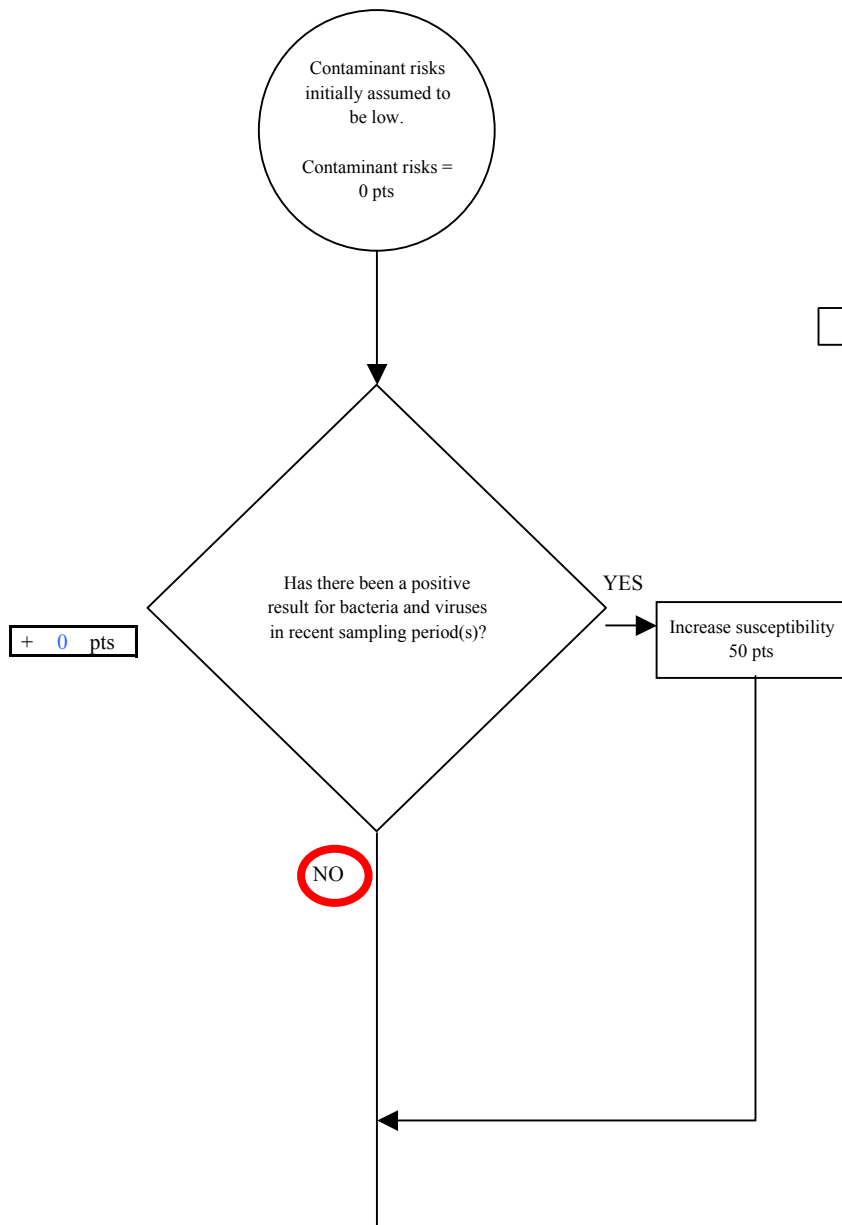 Contaminant risks
initially assumed to
be low.
Contaminant risks =
0 pts
Has there been a positive
result for bacteria and viruses
in recent sampling period(s)?
YES
Increase susceptibility
50 pts
+ 0 pts
NO